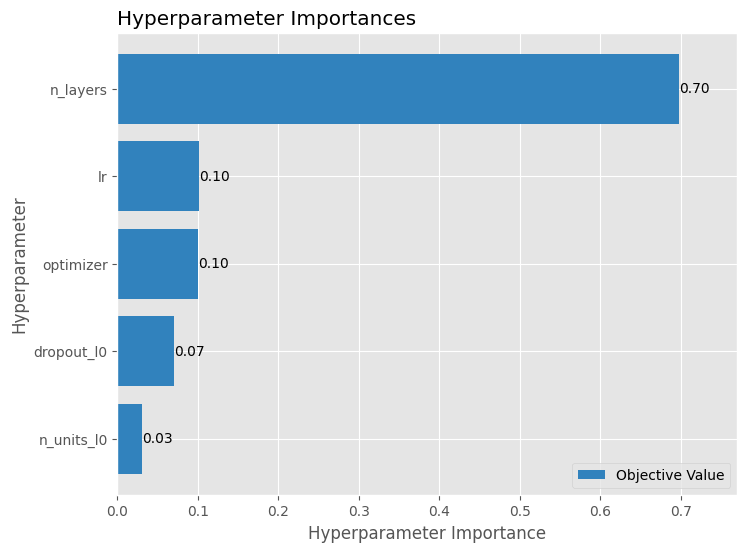 Hyperparameter Importances
Hyperparameter
n_layers
0.70
lr
0.10
optimizer
0.10
dropout_l0
0.07
n_units_l0
0.03
Objective Value
0.0 0.1 0.2 0.3 0.4 0.5 0.6 0.7
Hyperparameter Importance